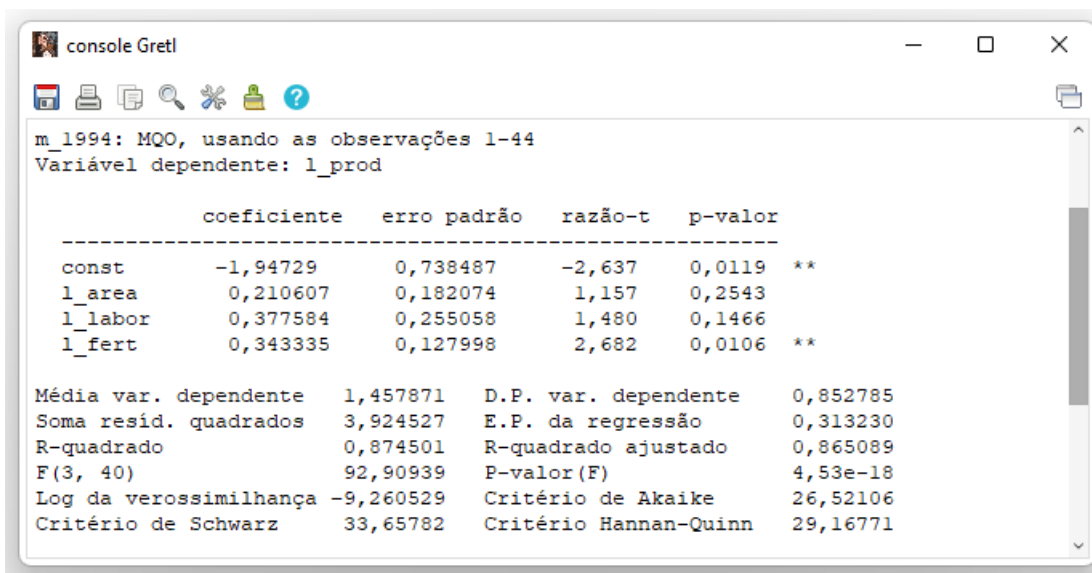 console Gretl
m_1994: MQO, usando as observações 1-44
Variável dependente: l_prod
coeficiente erro padrão razão-t p-valor
---------------------------------------------------------
const −1,94729 0,738487 −2,637 0,0119 **
l_area 0,210607 0,182074 1,157 0,2543
l_labor 0,377584 0,255058 1,480 0,1466
l_fert 0,343335 0,127998 2,682 0,0106 **
Média var. dependente 1,457871 D.P. var. dependente 0,852785
Soma resíd. quadrados 3,924527 E.P. da regressão 0,313230
R-quadrado 0,874501 R-quadrado ajustado 0,865089
F(3, 40) 92,90939 P-valor(F) 4,53e-18
Log da verossimilhança −9,260529 Critério de Akaike 26,52106
Critério de Schwarz 33,65782 Critério Hannan-Quinn 29,16771